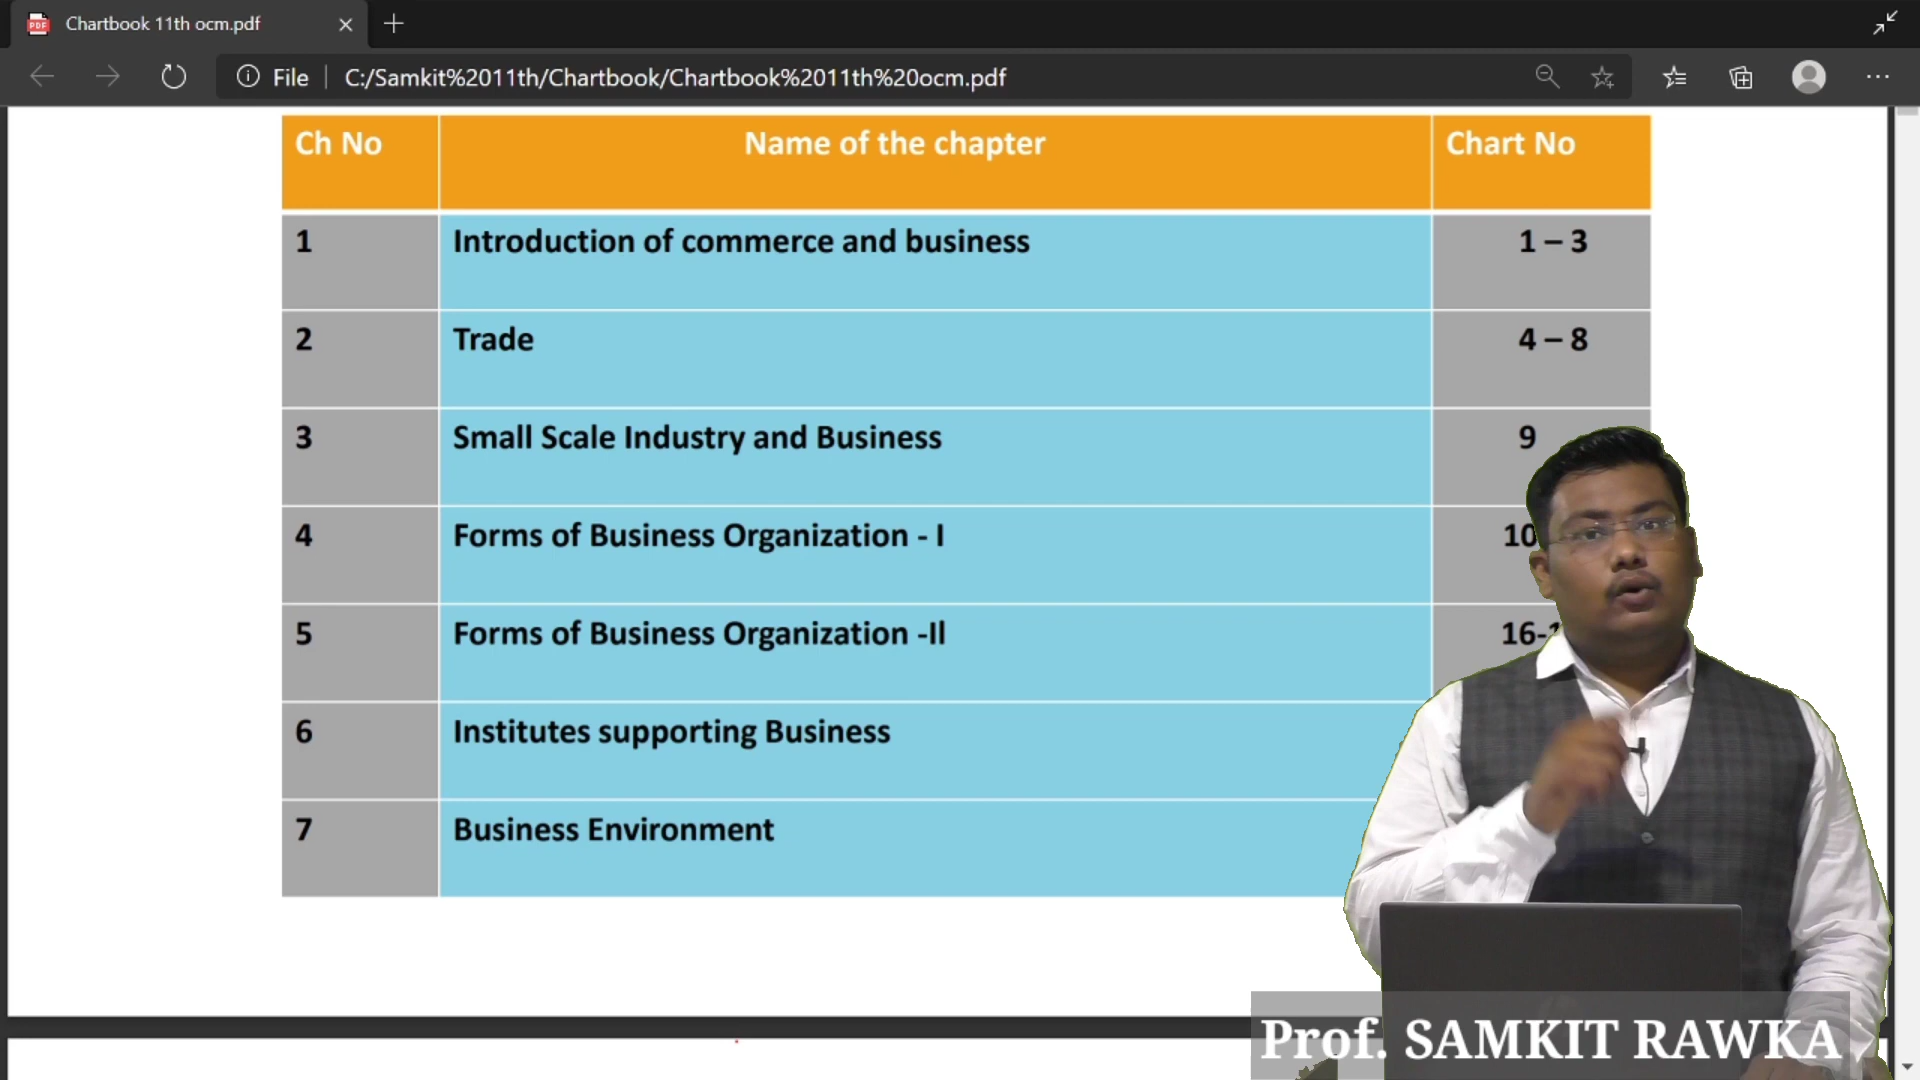 Chartbook 11th ocm.pdf
File
C:/Samkit%2011th/Chartbook/Chartbook%2011th%20ocm.pdf
Ch No Name of the chapter Chart No
1 Introduction of commerce and business 1 – 3
2 Trade 4 – 8
3 Small Scale Industry and Business 9
4 Forms of Business Organization - I 10
5 Forms of Business Organization -II 16-
6 Institutes supporting Business
7 Business Environment
Prof. SAMKIT RAWKA